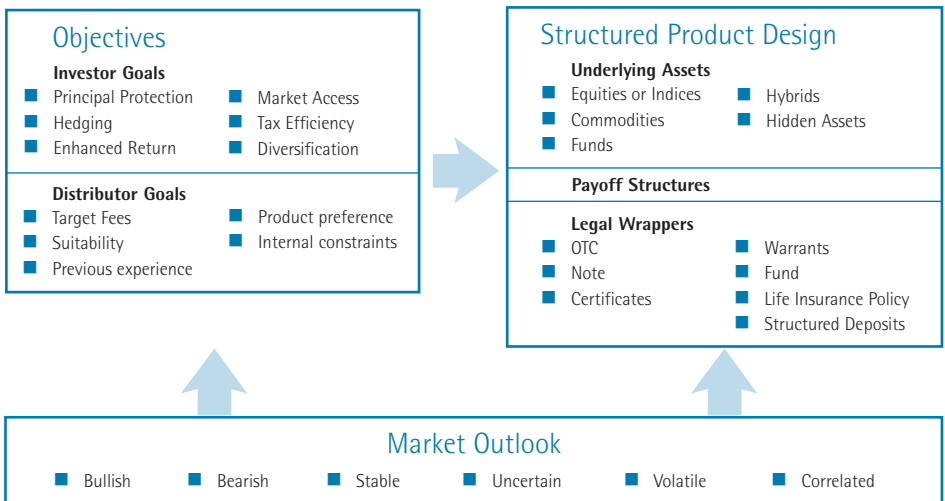 Objectives
Investor Goals
Principal Protection
Hedging
Enhanced Return
Market Access
Tax Efficiency
Diversification
Distributor Goals
Target Fees
Suitability
Previous experience
Product preference
Internal constraints
Structured Product Design
Underlying Assets
Equities or Indices
Commodities
Funds
Hybrids
Hidden Assets
Payoff Structures
Legal Wrappers
OTC
Note
Certificates
Warrants
Fund
Life Insurance Policy
Structured Deposits
Market Outlook
Bullish Bearish Stable Uncertain Volatile Correlated